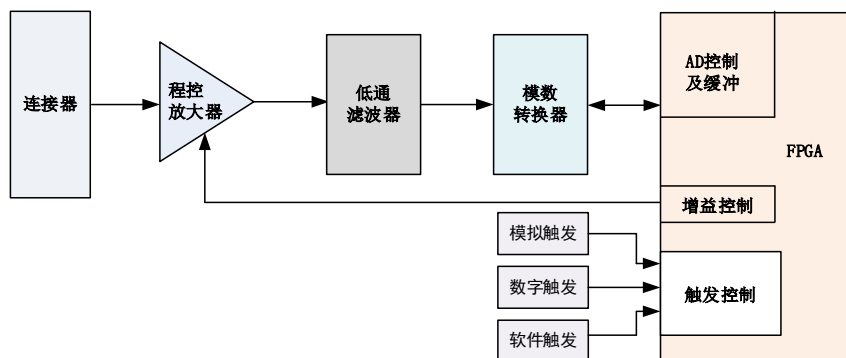 连接器
程控
放大器
低通
滤波器
模数
转换器
AD控制
及缓冲
FPGA
增益控制
模拟触发
数字触发
软件触发
触发控制